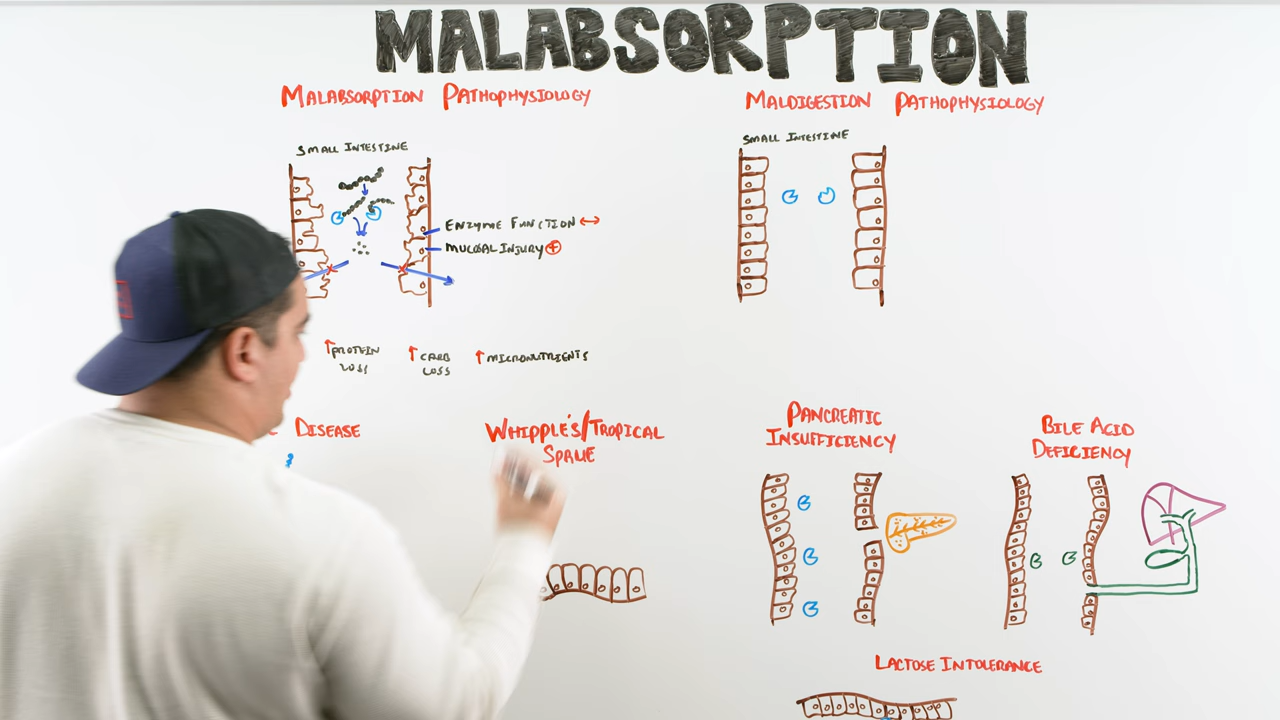 MALABSORPTION
MALABSORPTION PATHOPHYSIOLOGY
MALDIGESTION PATHOPHYSIOLOGY
SMALL INTESTINE
SMALL INTESTINE
ENZYME FUNCTION ↔
MUCOSAL INJURY +
↑ PROTEIN LOSS
↑ CARB LOSS
↑ MICRONUTRIENTS
DISEASE
WHIPPLE'S/TROPICAL
SPRUE
PANCREATIC
INSUFFICIENCY
BILE ACID
DEFICIENCY
LACTOSE INTOLERANCE